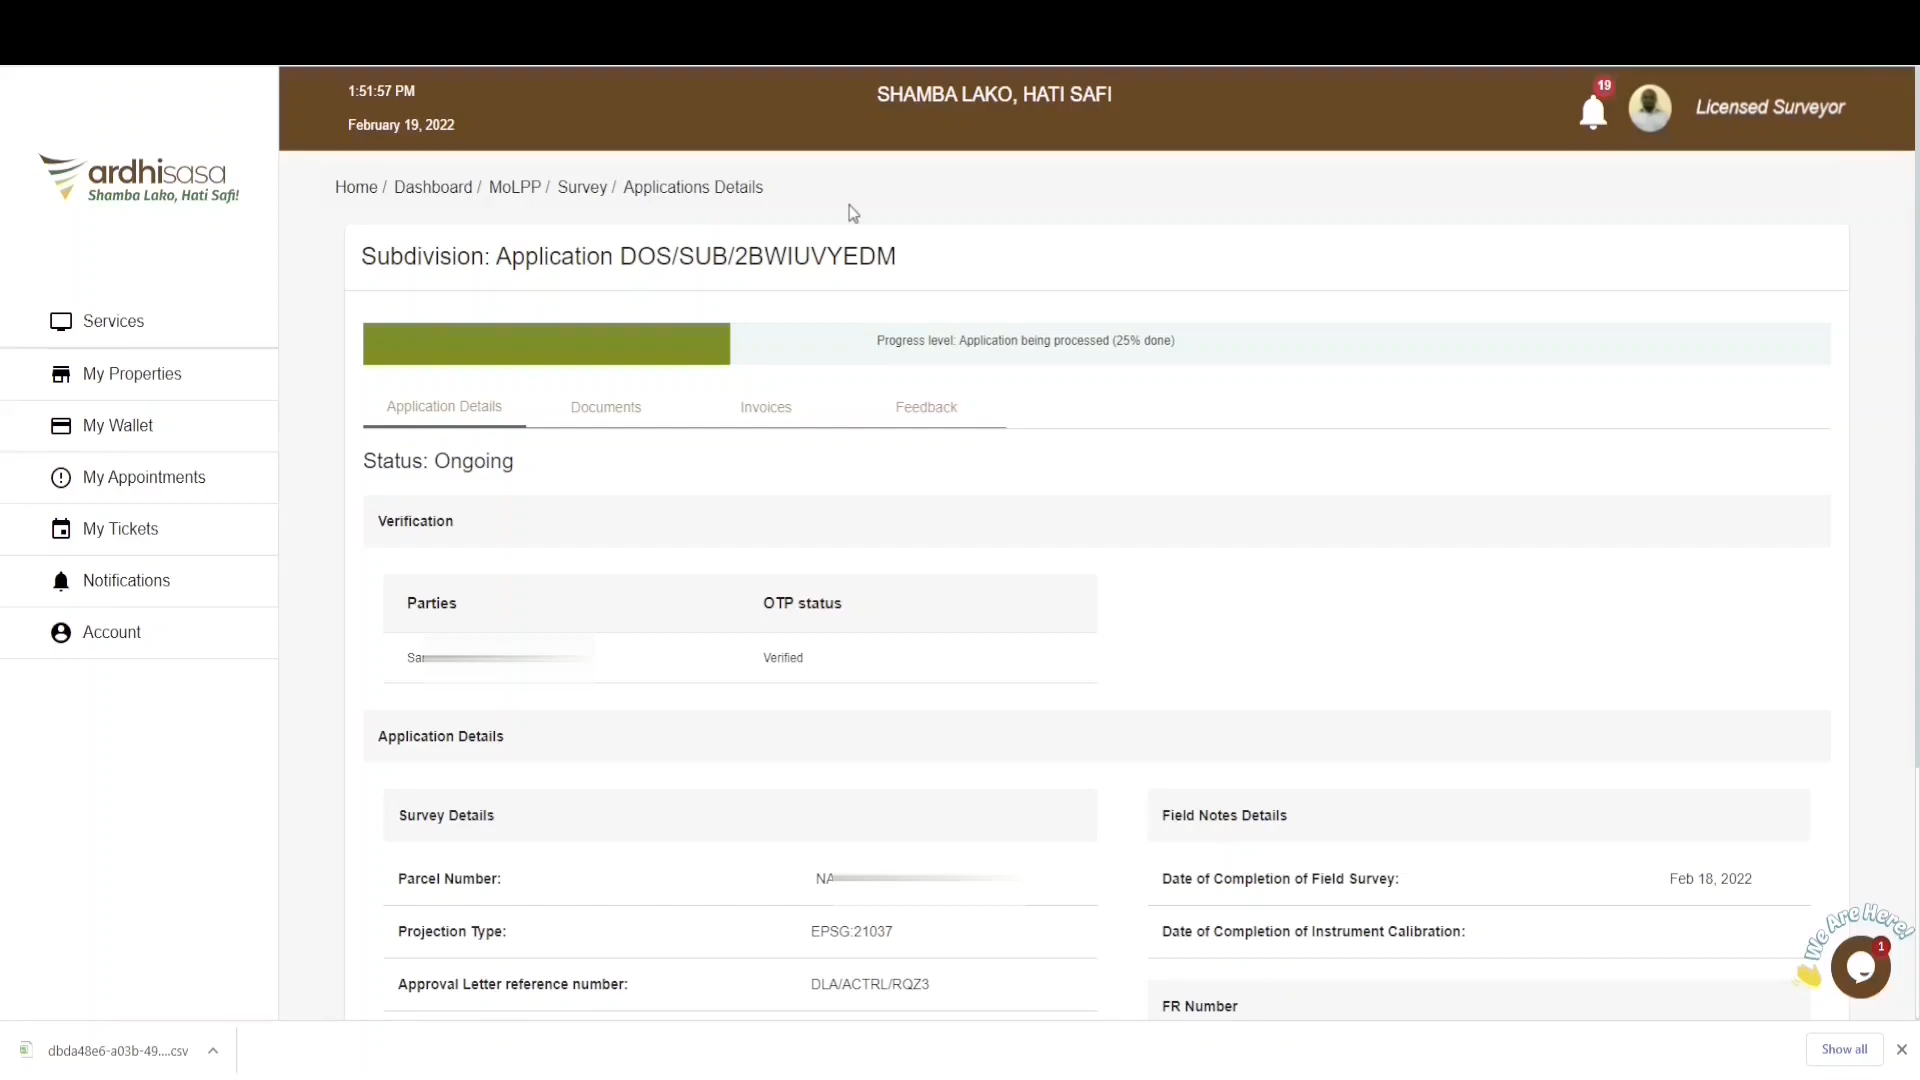 1:51:57 PM
February 19, 2022
SHAMBA LAKO, HATI SAFI
19
Licensed Surveyor
ardhisasa
Shamba Lako, Hati Safi!
Services
My Properties
My Wallet
My Appointments
My Tickets
Notifications
Account
Home / Dashboard / MoLPP / Survey / Applications Details
Subdivision: Application DOS/SUB/2BWIUVYEDM
Progress level: Application being processed (25% done)
Application Details Documents Invoices Feedback
Status: Ongoing
Verification
Parties OTP status
Verified
Application Details
Survey Details
Parcel Number: NA
Projection Type: EPSG:21037
Approval Letter reference number: DLA/ACTRL/RQZ3
Field Notes Details
Date of Completion of Field Survey: Feb 18, 2022
Date of Completion of Instrument Calibration:
FR Number
We Are Here!
1
dbda48e6-a03b-49....csv
Show all